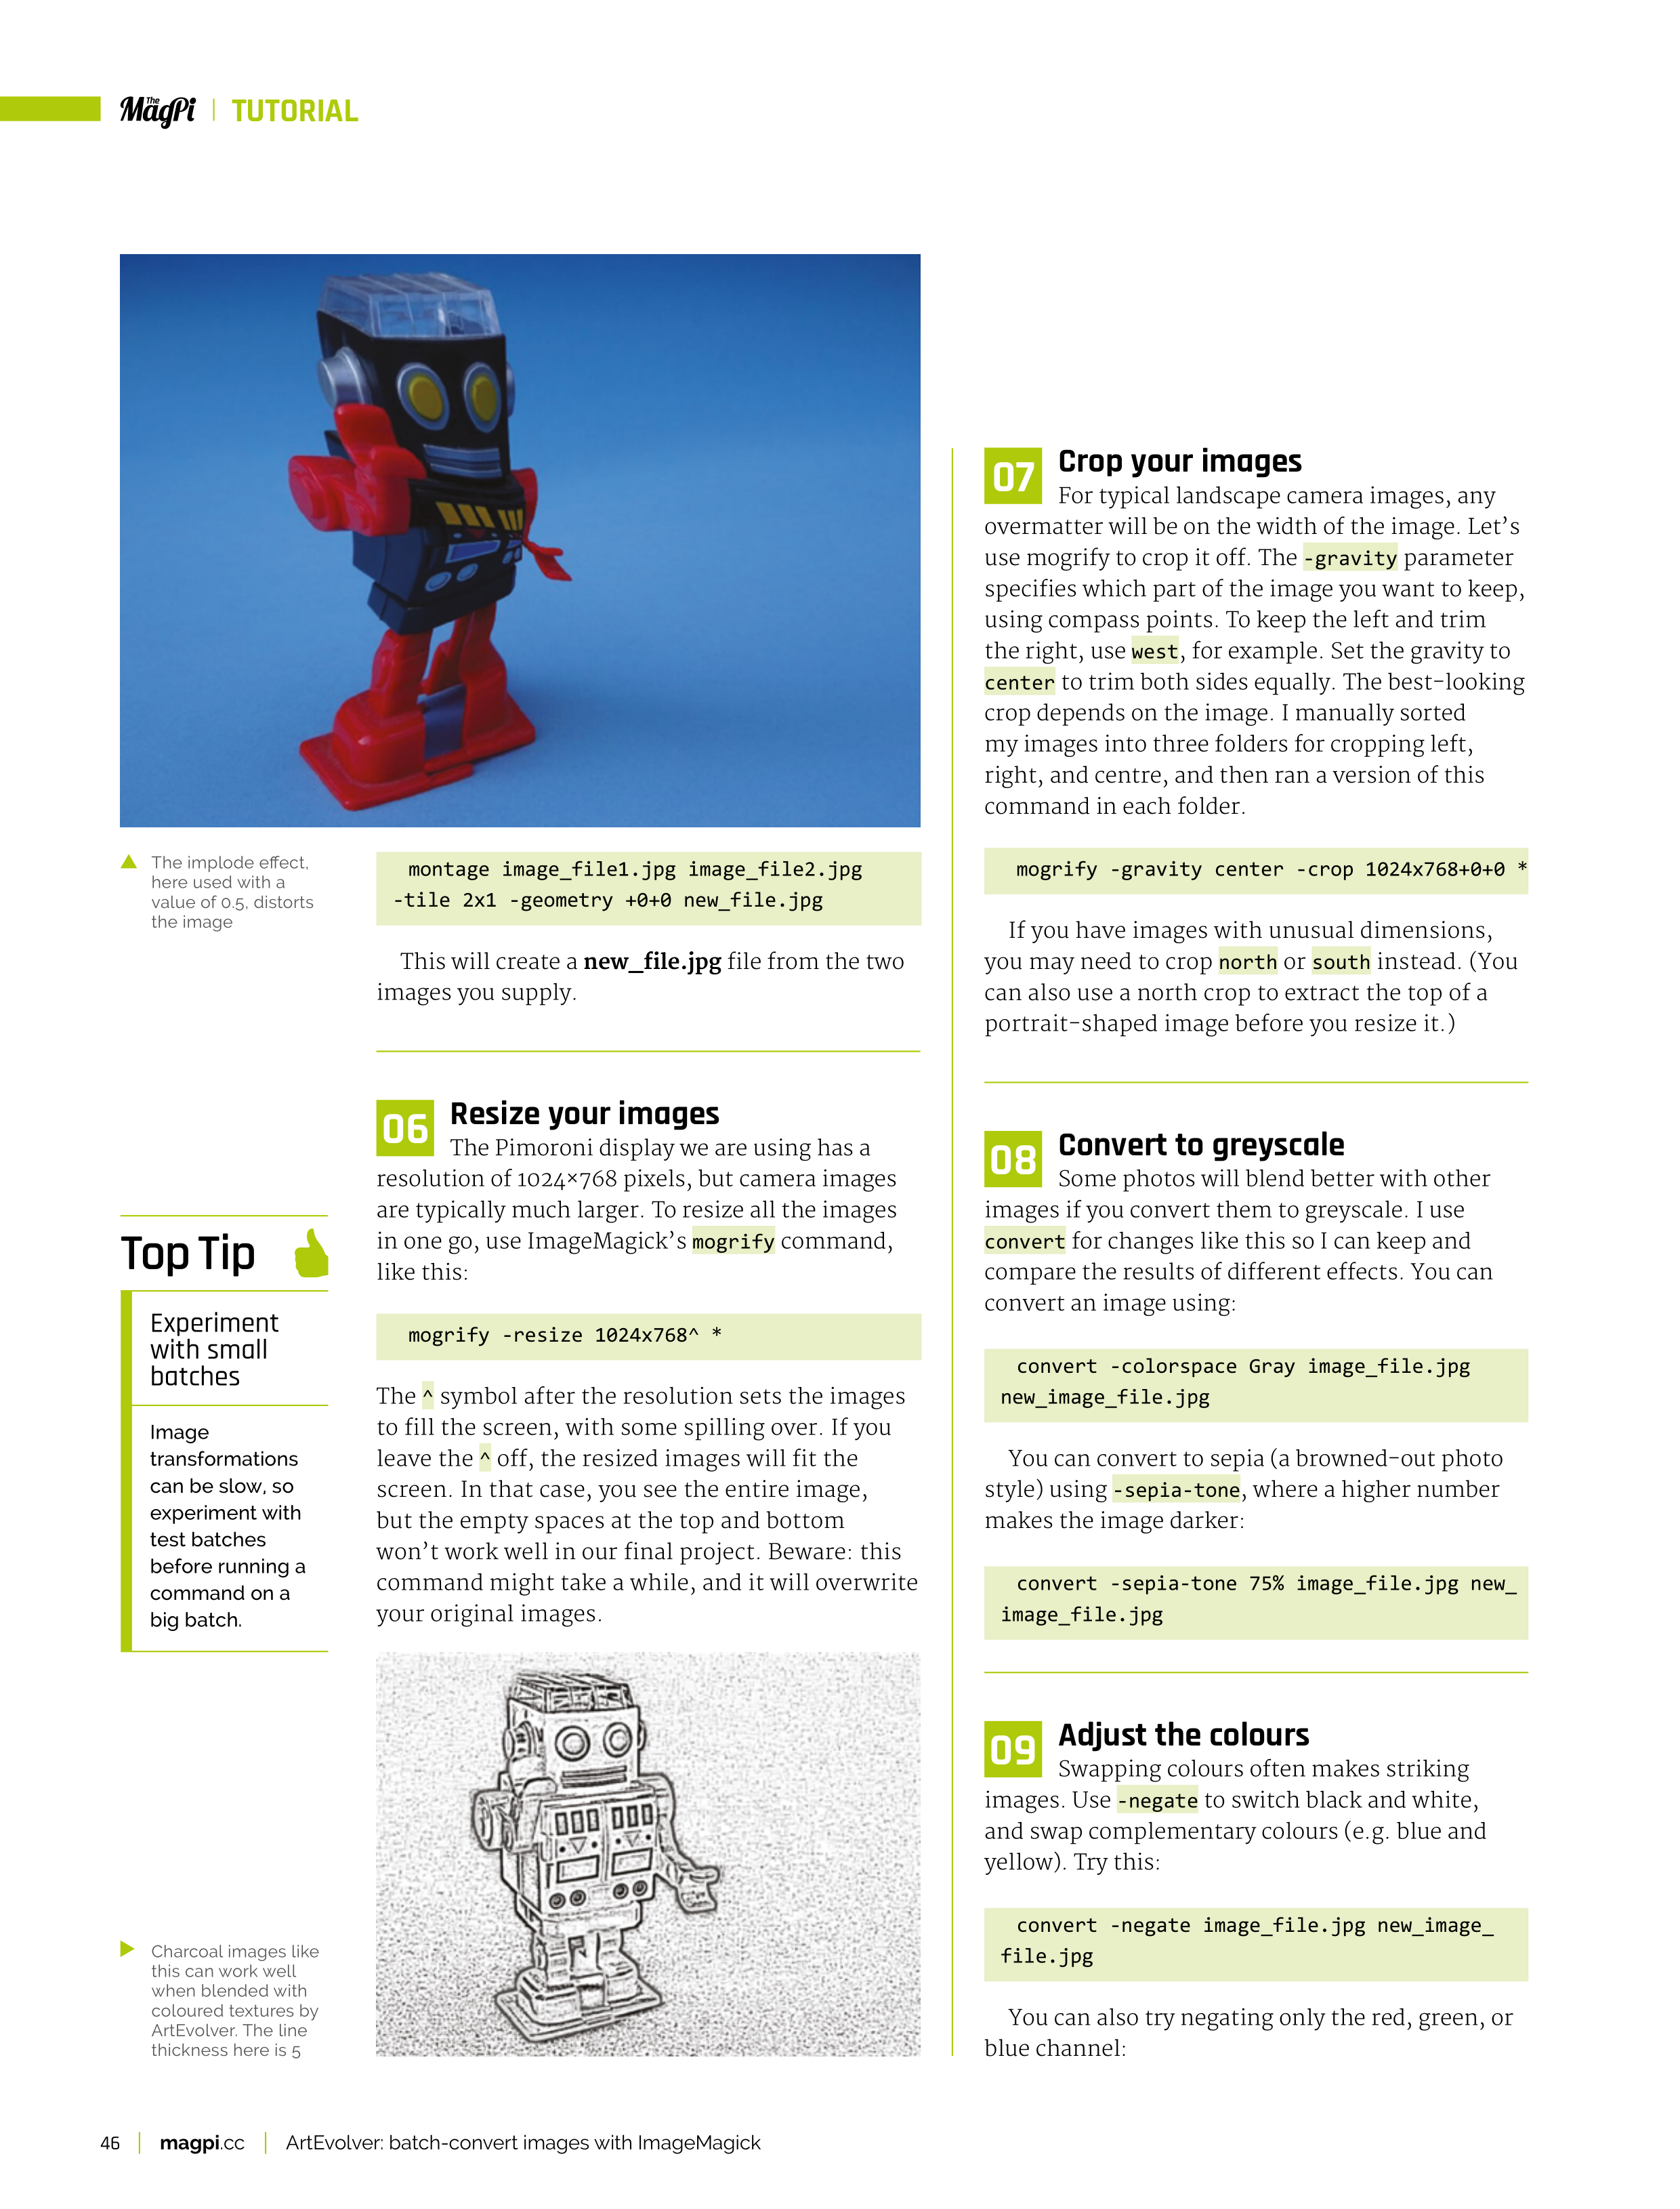 The MagPi | TUTORIAL
The implode effect,
here used with a
value of 0.5, distorts
the image
montage image_file1.jpg image_file2.jpg
-tile 2x1 -geometry +0+0 new_file.jpg
This will create a new_file.jpg file from the two
images you supply.
Top Tip
Experiment
with small
batches
Image
transformations
can be slow, so
experiment with
test batches
before running a
command on a
big batch.
06 Resize your images
The Pimoroni display we are using has a
resolution of 1024×768 pixels, but camera images
are typically much larger. To resize all the images
in one go, use ImageMagick’s mogrify command,
like this:
mogrify -resize 1024x768^ *
The ^ symbol after the resolution sets the images
to fill the screen, with some spilling over. If you
leave the ^ off, the resized images will fit the
screen. In that case, you see the entire image,
but the empty spaces at the top and bottom
won’t work well in our final project. Beware: this
command might take a while, and it will overwrite
your original images.
Charcoal images like
this can work well
when blended with
coloured textures by
ArtEvolver. The line
thickness here is 5
07 Crop your images
For typical landscape camera images, any
overmatter will be on the width of the image. Let’s
use mogrify to crop it off. The -gravity parameter
specifies which part of the image you want to keep,
using compass points. To keep the left and trim
the right, use west, for example. Set the gravity to
center to trim both sides equally. The best-looking
crop depends on the image. I manually sorted
my images into three folders for cropping left,
right, and centre, and then ran a version of this
command in each folder.
mogrify -gravity center -crop 1024x768+0+0 *
If you have images with unusual dimensions,
you may need to crop north or south instead. (You
can also use a north crop to extract the top of a
portrait-shaped image before you resize it.)
08 Convert to greyscale
Some photos will blend better with other
images if you convert them to greyscale. I use
convert for changes like this so I can keep and
compare the results of different effects. You can
convert an image using:
convert -colorspace Gray image_file.jpg
new_image_file.jpg
You can convert to sepia (a browned-out photo
style) using -sepia-tone, where a higher number
makes the image darker:
convert -sepia-tone 75% image_file.jpg new_
image_file.jpg
09 Adjust the colours
Swapping colours often makes striking
images. Use -negate to switch black and white,
and swap complementary colours (e.g. blue and
yellow). Try this:
convert -negate image_file.jpg new_image_
file.jpg
You can also try negating only the red, green, or
blue channel:
46 | magpi.cc | ArtEvolver: batch-convert images with ImageMagick